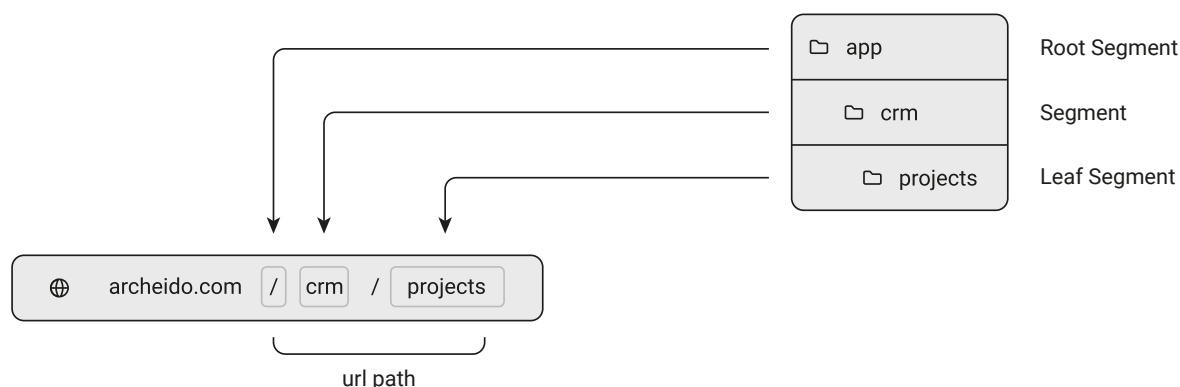 app Root Segment
crm Segment
projects Leaf Segment
archeido.com / crm / projects
url path